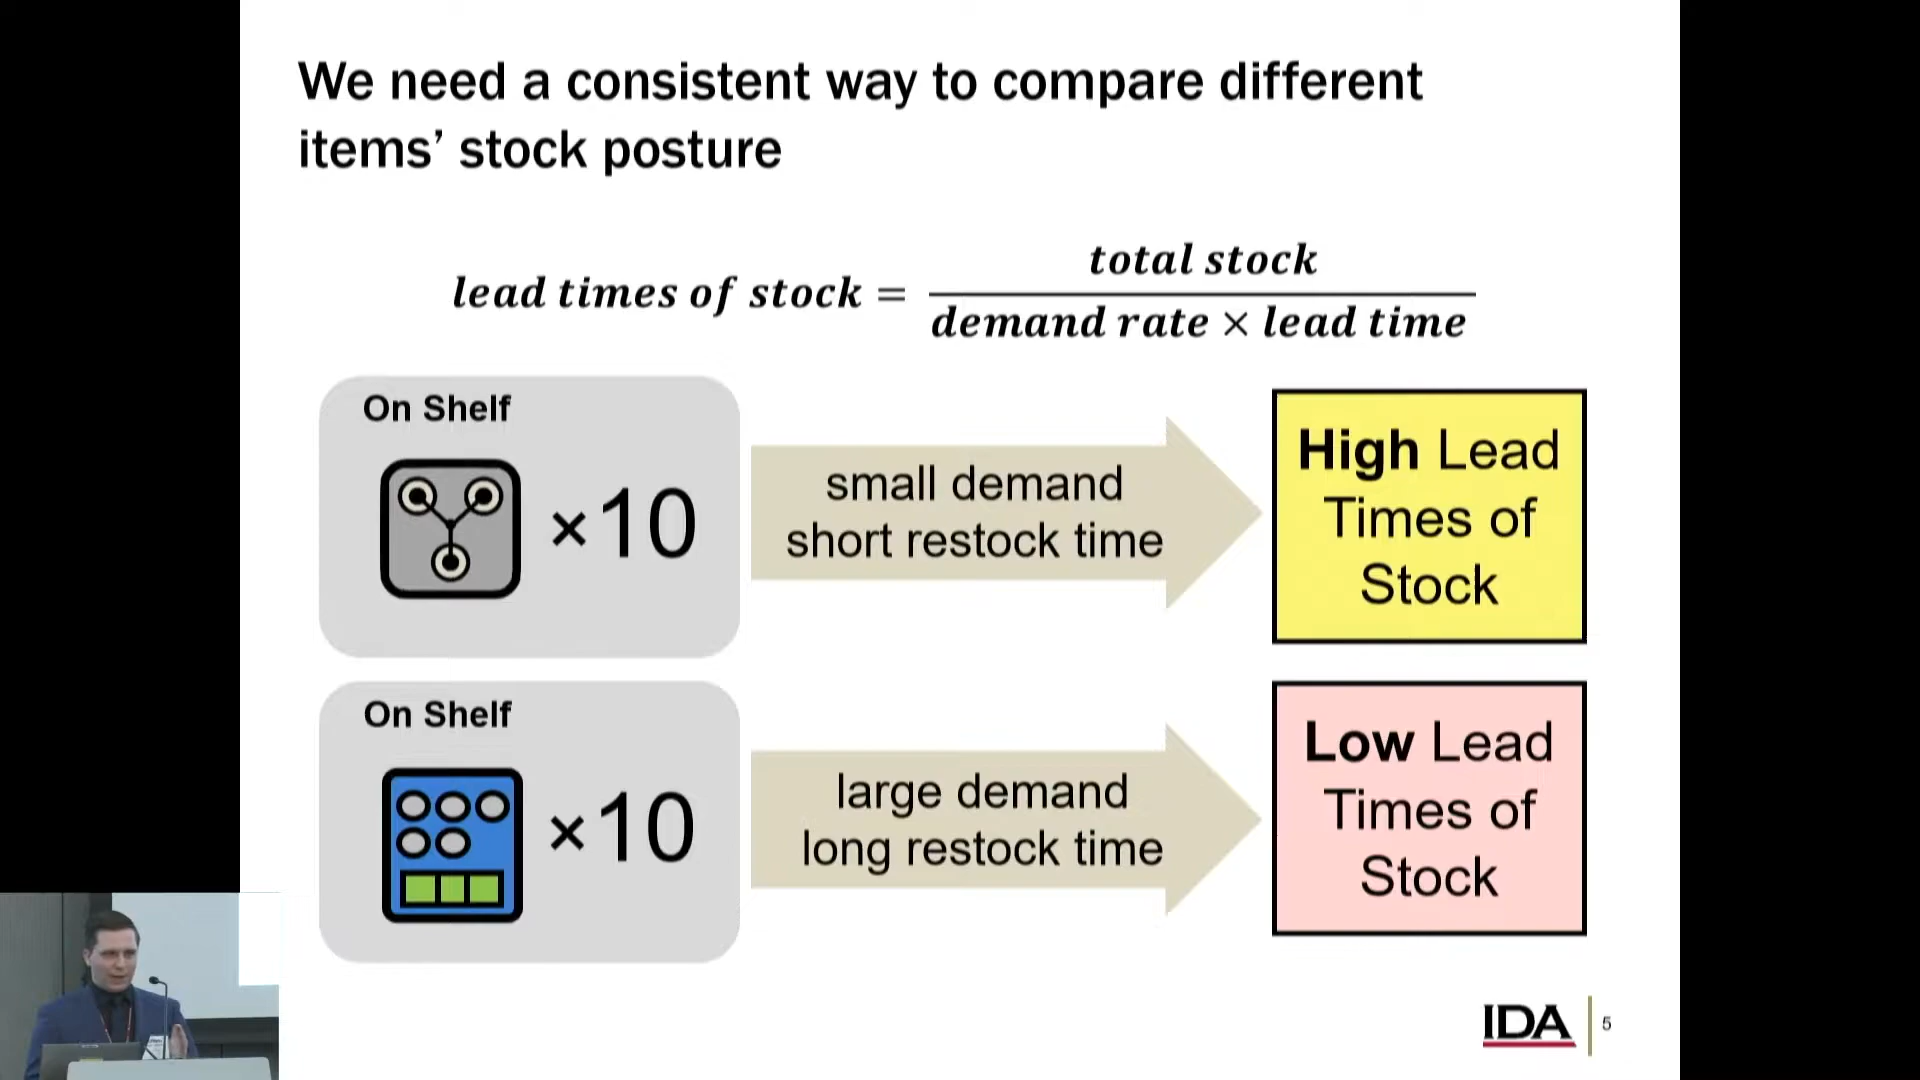 We need a consistent way to compare different
items’ stock posture
lead times of stock = total stock / demand rate × lead time
On Shelf
×10
small demand
short restock time
High Lead
Times of
Stock
On Shelf
×10
large demand
long restock time
Low Lead
Times of
Stock
IDA
5